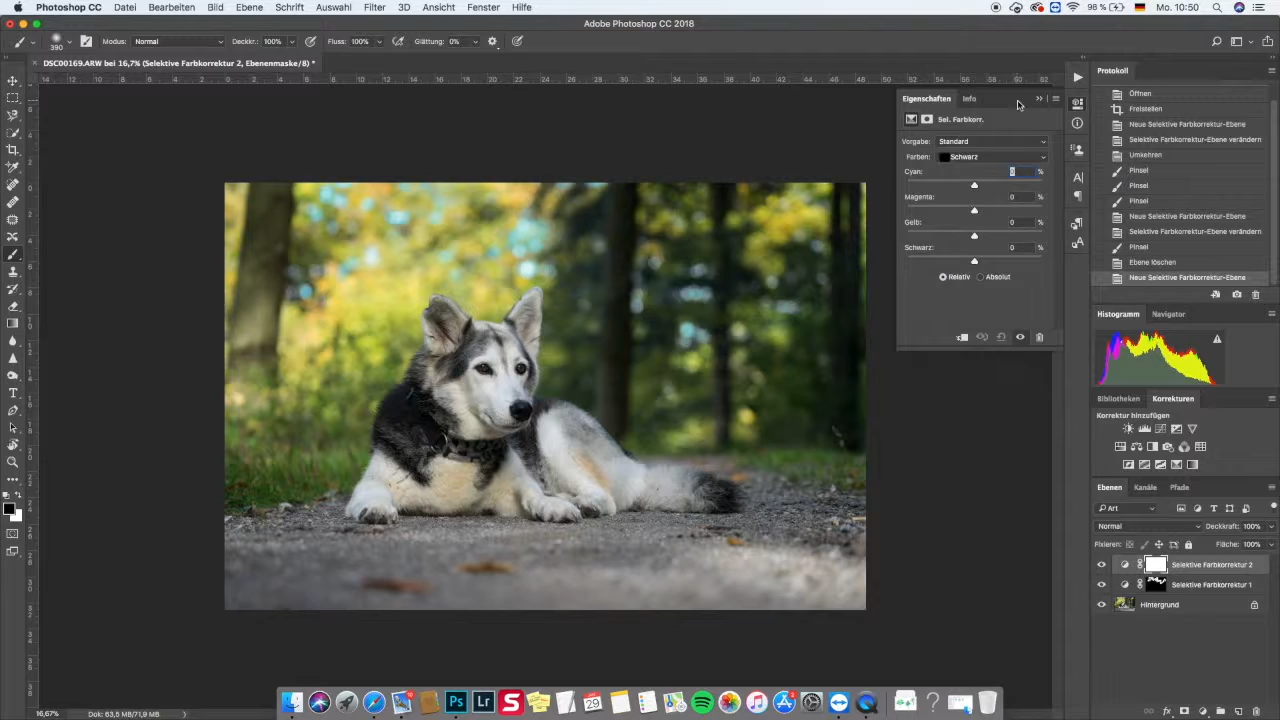 Photoshop CC Datei Bearbeiten Bild Ebene Schrift Auswahl Filter 3D Ansicht Fenster Hilfe 98 % Mo. 10:50
Adobe Photoshop CC 2018
390 Modus: Normal Deckkr.: 100% Fluss: 100% Glättung: 0%
DSC00169.ARW bei 16,7% (Selektive Farbkorrektur 2, Ebenenmaske/8) *
Eigenschaften Info
Sel. Farbkorr.
Vorgabe: Standard
Farben: Schwarz
Cyan: 0 %
Magenta: 0 %
Gelb: 0 %
Schwarz: 0 %
Relativ Absolut
Protokoll
Öffnen
Freistellen
Neue Selektive Farbkorrektur-Ebene
Selektive Farbkorrektur-Ebene verändern
Umkehren
Pinsel
Pinsel
Pinsel
Neue Selektive Farbkorrektur-Ebene
Selektive Farbkorrektur-Ebene verändern
Pinsel
Ebene löschen
Neue Selektive Farbkorrektur-Ebene
Histogramm Navigator
Bibliotheken Korrekturen
Korrektur hinzufügen
Ebenen Kanäle Pfade
Art
Normal Deckkraft: 100%
Fixieren: Fläche: 100%
Selektive Farbkorrektur 2
Selektive Farbkorrektur 1
Hintergrund
Ps Lr S
16,67% Dok: 63,5 MB/71,9 MB